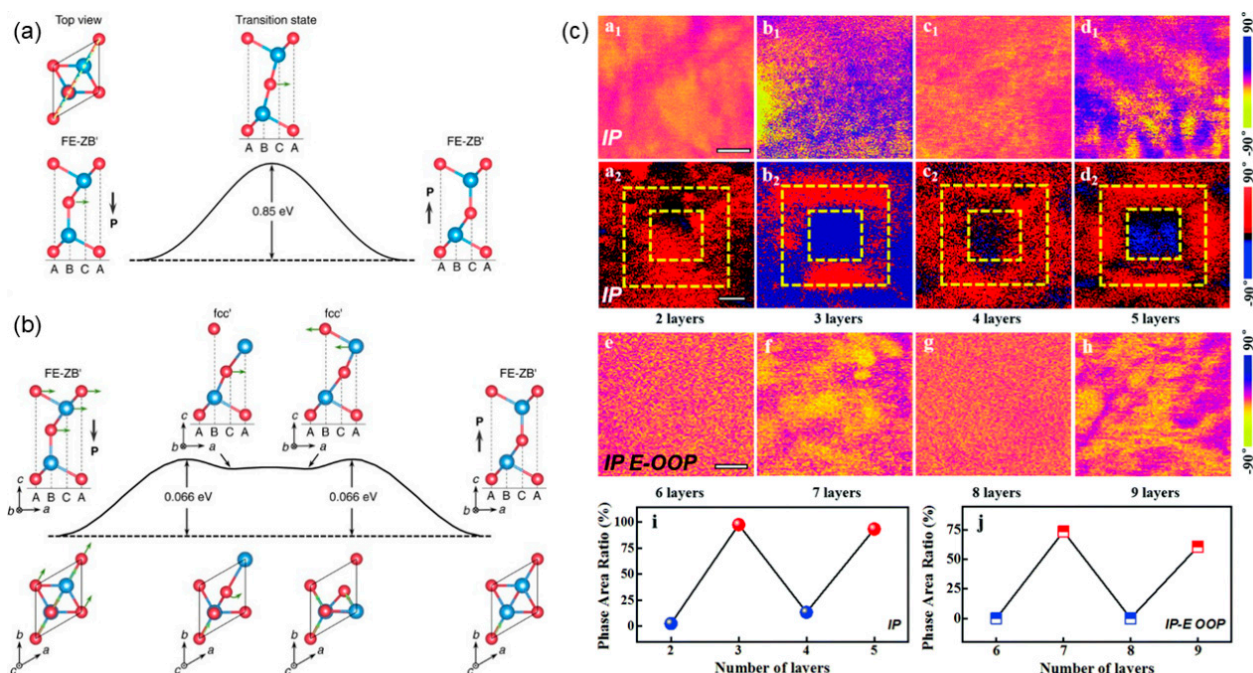 (a)
Top view
Transition state
FE-ZB'
A B C A
FE-ZB'
P
0.85 eV
P
A B C A
A B C A
(b)
fcc'
fcc'
FE-ZB'
FE-ZB'
P
c
A B C A
b a
c
A B C A
b a
P
c
A B C A
b a
c
A B C A
b a
0.066 eV
0.066 eV
b
a
c
b
a
c
b
a
c
b
a
c
(c)
a1
b1
c1
d1
IP
90°
-90°
a2
b2
c2
d2
IP
90°
-90°
2 layers
3 layers
4 layers
5 layers
e
f
g
h
IP E-OOP
90°
-90°
6 layers
7 layers
8 layers
9 layers
i
Phase Area Ratio (%)
100
75
50
25
0
IP
2
3
4
5
Number of layers
j
Phase Area Ratio (%)
75
50
25
0
IP-E OOP
6
7
8
9
Number of layers